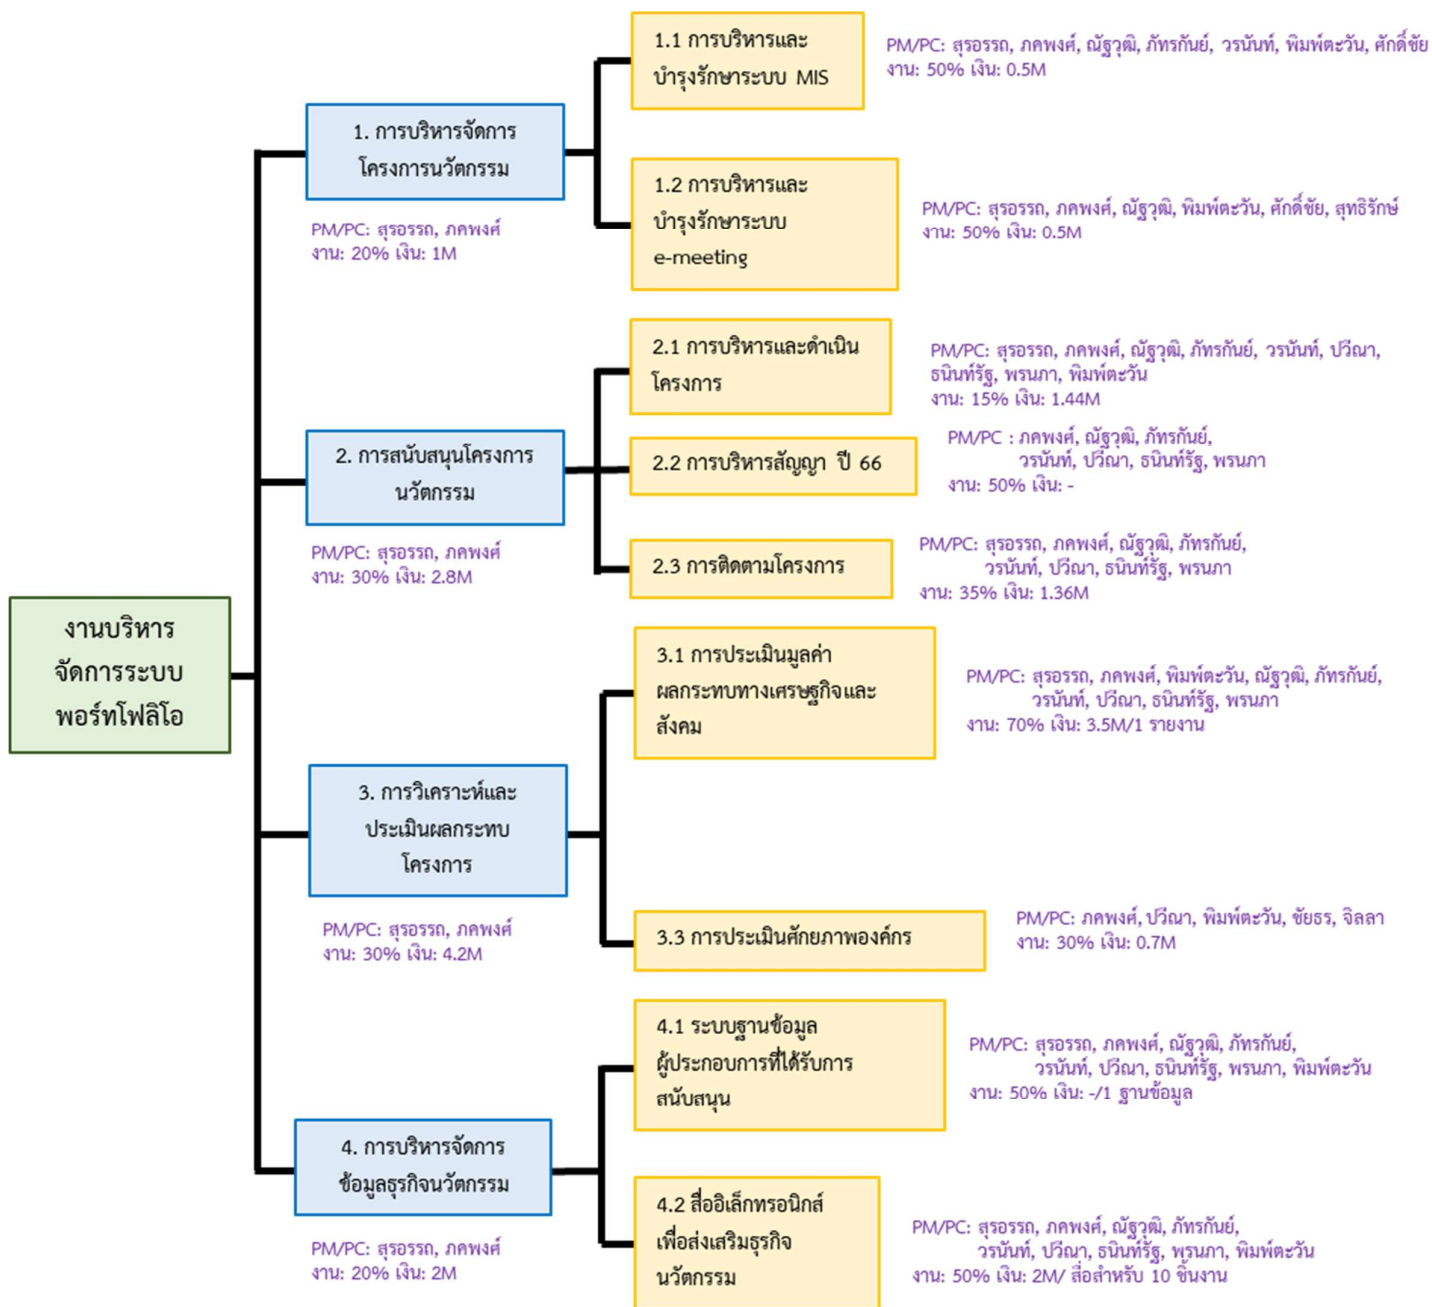 1.1 การบริหารและ
บำรุงรักษาระบบ MIS
PM/PC: สุรอรรถ, ภคพงศ์, ณัฐวุฒิ, ภัทรกันย์, วรนันท์, พิมพ์ตะวัน, ศักดิ์ชัย
งาน: 50% เงิน: 0.5M
1. การบริหารจัดการ
โครงการนวัตกรรม
PM/PC: สุรอรรถ, ภคพงศ์
งาน: 20% เงิน: 1M
1.2 การบริหารและ
บำรุงรักษาระบบ
e-meeting
PM/PC: สุรอรรถ, ภคพงศ์, ณัฐวุฒิ, พิมพ์ตะวัน, ศักดิ์ชัย, สุทธิรักษ์
งาน: 50% เงิน: 0.5M
2.1 การบริหารและดำเนิน
โครงการ
PM/PC: สุรอรรถ, ภคพงศ์, ณัฐวุฒิ, ภัทรกันย์, วรนันท์, ปวีณา,
ธนินท์รัฐ, พรนภา, พิมพ์ตะวัน
งาน: 15% เงิน: 1.44M
2. การสนับสนุนโครงการ
นวัตกรรม
PM/PC: สุรอรรถ, ภคพงศ์
งาน: 30% เงิน: 2.8M
2.2 การบริหารสัญญา ปี 66
PM/PC : ภคพงศ์, ณัฐวุฒิ, ภัทรกันย์,
วรนันท์, ปวีณา, ธนินท์รัฐ, พรนภา
งาน: 50% เงิน: -
2.3 การติดตามโครงการ
PM/PC: สุรอรรถ, ภคพงศ์, ณัฐวุฒิ, ภัทรกันย์,
วรนันท์, ปวีณา, ธนินท์รัฐ, พรนภา
งาน: 35% เงิน: 1.36M
งานบริหาร
จัดการระบบ
พอร์ทโฟลิโอ
3.1 การประเมินมูลค่า
ผลกระทบทางเศรษฐกิจและ
สังคม
PM/PC: สุรอรรถ, ภคพงศ์, พิมพ์ตะวัน, ณัฐวุฒิ, ภัทรกันย์,
วรนันท์, ปวีณา, ธนินท์รัฐ, พรนภา
งาน: 70% เงิน: 3.5M/1 รายงาน
3. การวิเคราะห์และ
ประเมินผลกระทบ
โครงการ
PM/PC: สุรอรรถ, ภคพงศ์
งาน: 30% เงิน: 4.2M
3.3 การประเมินศักยภาพองค์กร
PM/PC: ภคพงศ์, ปวีณา, พิมพ์ตะวัน, ชัยธร, จิลลา
งาน: 30% เงิน: 0.7M
4.1 ระบบฐานข้อมูล
ผู้ประกอบการที่ได้รับการ
สนับสนุน
PM/PC: สุรอรรถ, ภคพงศ์, ณัฐวุฒิ, ภัทรกันย์,
วรนันท์, ปวีณา, ธนินท์รัฐ, พรนภา, พิมพ์ตะวัน
งาน: 50% เงิน: -/1 ฐานข้อมูล
4. การบริหารจัดการ
ข้อมูลธุรกิจนวัตกรรม
PM/PC: สุรอรรถ, ภคพงศ์
งาน: 20% เงิน: 2M
4.2 สื่ออิเล็กทรอนิกส์
เพื่อส่งเสริมธุรกิจ
นวัตกรรม
PM/PC: สุรอรรถ, ภคพงศ์, ณัฐวุฒิ, ภัทรกันย์,
วรนันท์, ปวีณา, ธนินท์รัฐ, พรนภา, พิมพ์ตะวัน
งาน: 50% เงิน: 2M/ สื่อสำหรับ 10 ชิ้นงาน